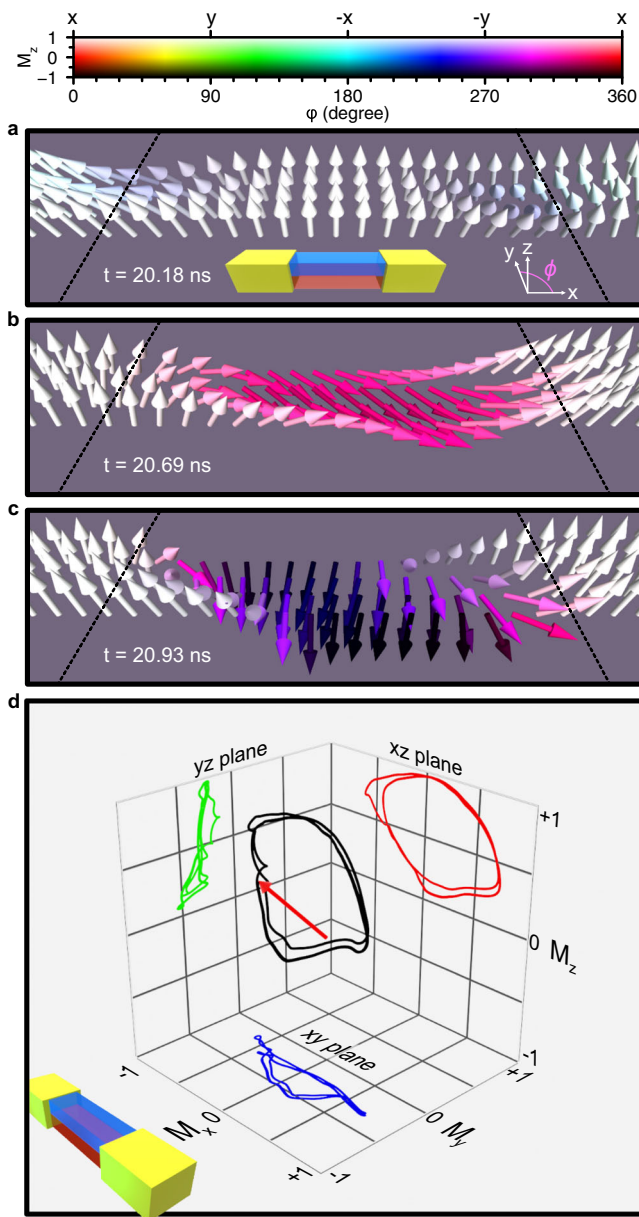 x y -x -y x
M_z
1
0
-1
0 90 180 270 360
φ (degree)
a
t = 20.18 ns
y z ϕ x
b
t = 20.69 ns
c
t = 20.93 ns
d
yz plane xz plane
+1
0 M_z
xy plane
-1
-1 M_x 0 +1
-1 0 M_y +1